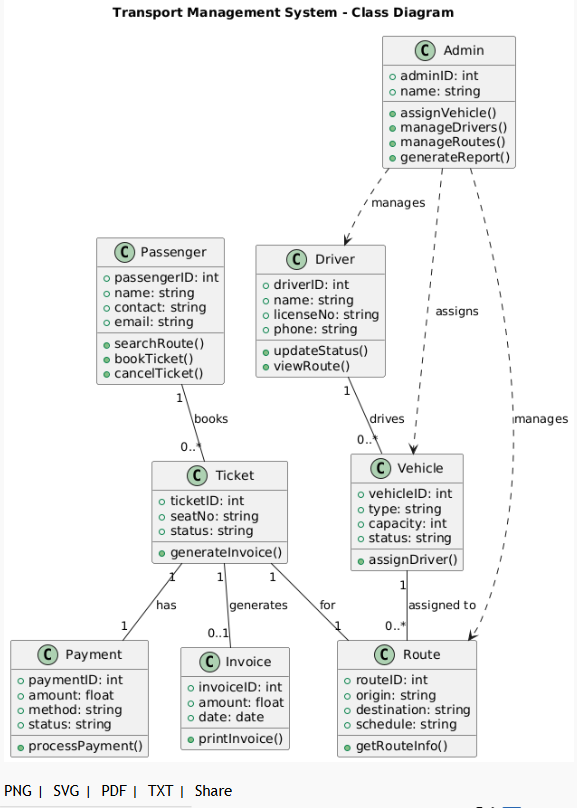 Transport Management System - Class Diagram
C Admin
adminID: int
name: string
assignVehicle()
manageDrivers()
manageRoutes()
generateReport()
manages
assigns
manages
C Passenger
passengerID: int
name: string
contact: string
email: string
searchRoute()
bookTicket()
cancelTicket()
C Driver
driverID: int
name: string
licenseNo: string
phone: string
updateStatus()
viewRoute()
1
books
0..*
1
drives
0..*
C Ticket
ticketID: int
seatNo: string
status: string
generateInvoice()
C Vehicle
vehicleID: int
type: string
capacity: int
status: string
assignDriver()
1
has
1
1
generates
0..1
1
for
1
1
assigned to
0..*
C Payment
paymentID: int
amount: float
method: string
status: string
processPayment()
C Invoice
invoiceID: int
amount: float
date: date
printInvoice()
C Route
routeID: int
origin: string
destination: string
schedule: string
getRouteInfo()
PNG | SVG | PDF | TXT | Share